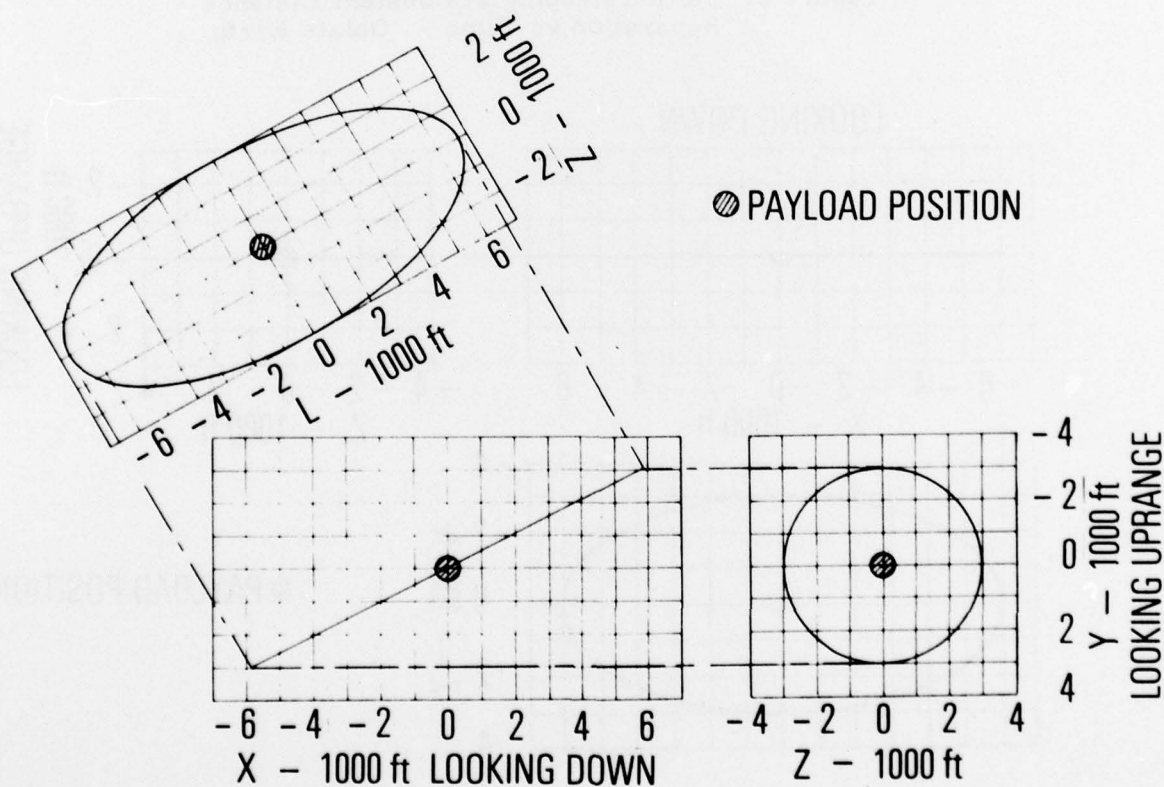 2
0
-2
Z - 1000 ft
PAYLOAD POSITION
-6
-4
-2
0
2
4
6
L - 1000 ft
-6 -4 -2 0 2 4 6
X - 1000 ft LOOKING DOWN
-4 -2 0 2 4
Z - 1000 ft
-4
-2
0
2
4
Y - 1000 ft
LOOKING UPRANGE